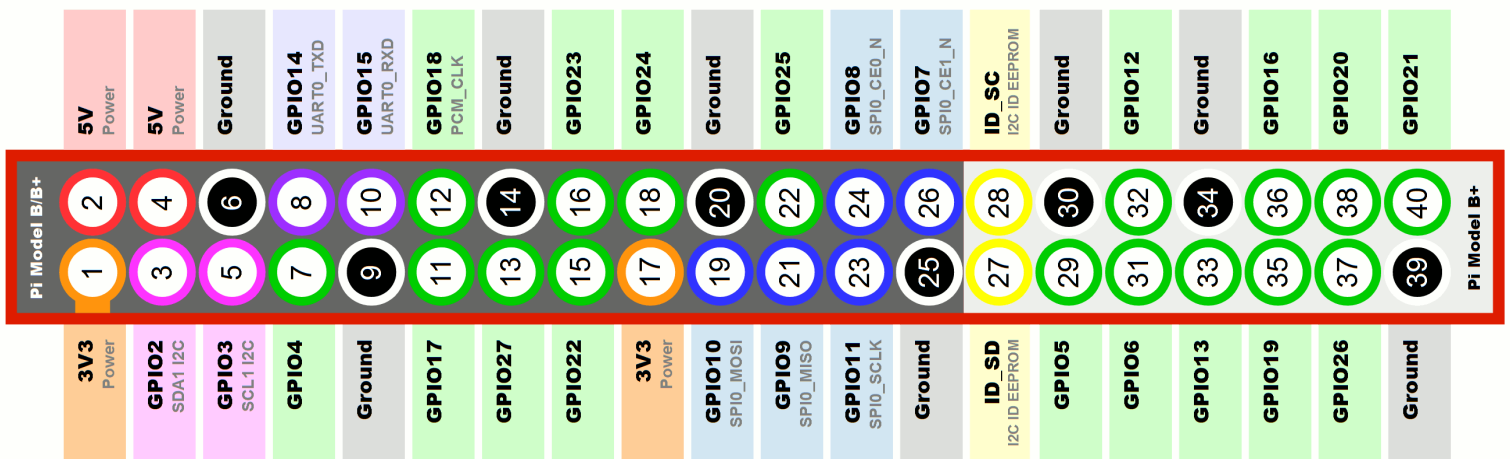 5V
Power
5V
Power
Ground
GPIO14
UART0_TXD
GPIO15
UART0_RXD
GPIO18
PCM_CLK
Ground
GPIO23
GPIO24
Ground
GPIO25
GPIO8
SPI0_CE0_N
GPIO7
SPI0_CE1_N
ID_SC
I2C ID EEPROM
Ground
GPIO12
Ground
GPIO16
GPIO20
GPIO21
Pi Model B/B+
2 4 6 8 10 12 14 16 18 20 22 24 26 28 30 32 34 36 38 40
1 3 5 7 9 11 13 15 17 19 21 23 25 27 29 31 33 35 37 39
Pi Model B+
3V3
Power
GPIO2
SDA1 I2C
GPIO3
SCL1 I2C
GPIO4
Ground
GPIO17
GPIO27
GPIO22
3V3
Power
GPIO10
SPI0_MOSI
GPIO9
SPI0_MISO
GPIO11
SPI0_SCLK
Ground
ID_SD
I2C ID EEPROM
GPIO5
GPIO6
GPIO13
GPIO19
GPIO26
Ground